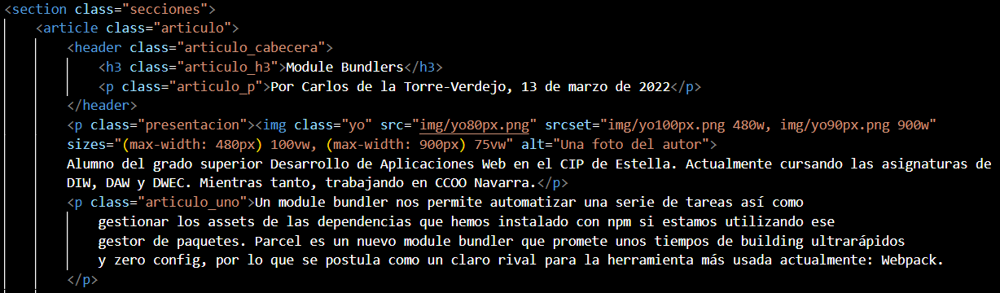 <section class="secciones">
<article class="articulo">
<header class="articulo_cabecera">
<h3 class="articulo_h3">Module Bundlers</h3>
<p class="articulo_p">Por Carlos de la Torre-Verdejo, 13 de marzo de 2022</p>
</header>
<p class="presentacion"><img class="yo" src="img/yo80px.png" srcset="img/yo100px.png 480w, img/yo90px.png 900w"
sizes="(max-width: 480px) 100vw, (max-width: 900px) 75vw" alt="Una foto del autor">
Alumno del grado superior Desarrollo de Aplicaciones Web en el CIP de Estella. Actualmente cursando las asignaturas de
DIW, DAW y DWEC. Mientras tanto, trabajando en CCOO Navarra.</p>
<p class="articulo_uno">Un module bundler nos permite automatizar una serie de tareas así como
gestionar los assets de las dependencias que hemos instalado con npm si estamos utilizando ese
gestor de paquetes. Parcel es un nuevo module bundler que promete unos tiempos de building ultrarápidos
y zero config, por lo que se postula como un claro rival para la herramienta más usada actualmente: Webpack.
</p>